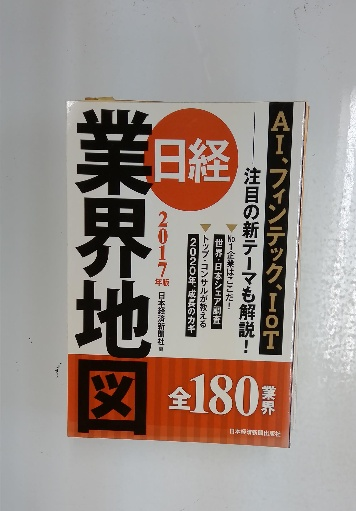 AI、フィンテック、IoT
──注目の新テーマも解説！
▼No.1企業はここだ！
世界・日本シェア調査
▼トップ・コンサルが教える
2020年、成長のカギ
日経
業界地図
2017年版
日本経済新聞社 編
全180業界
日本経済新聞出版社